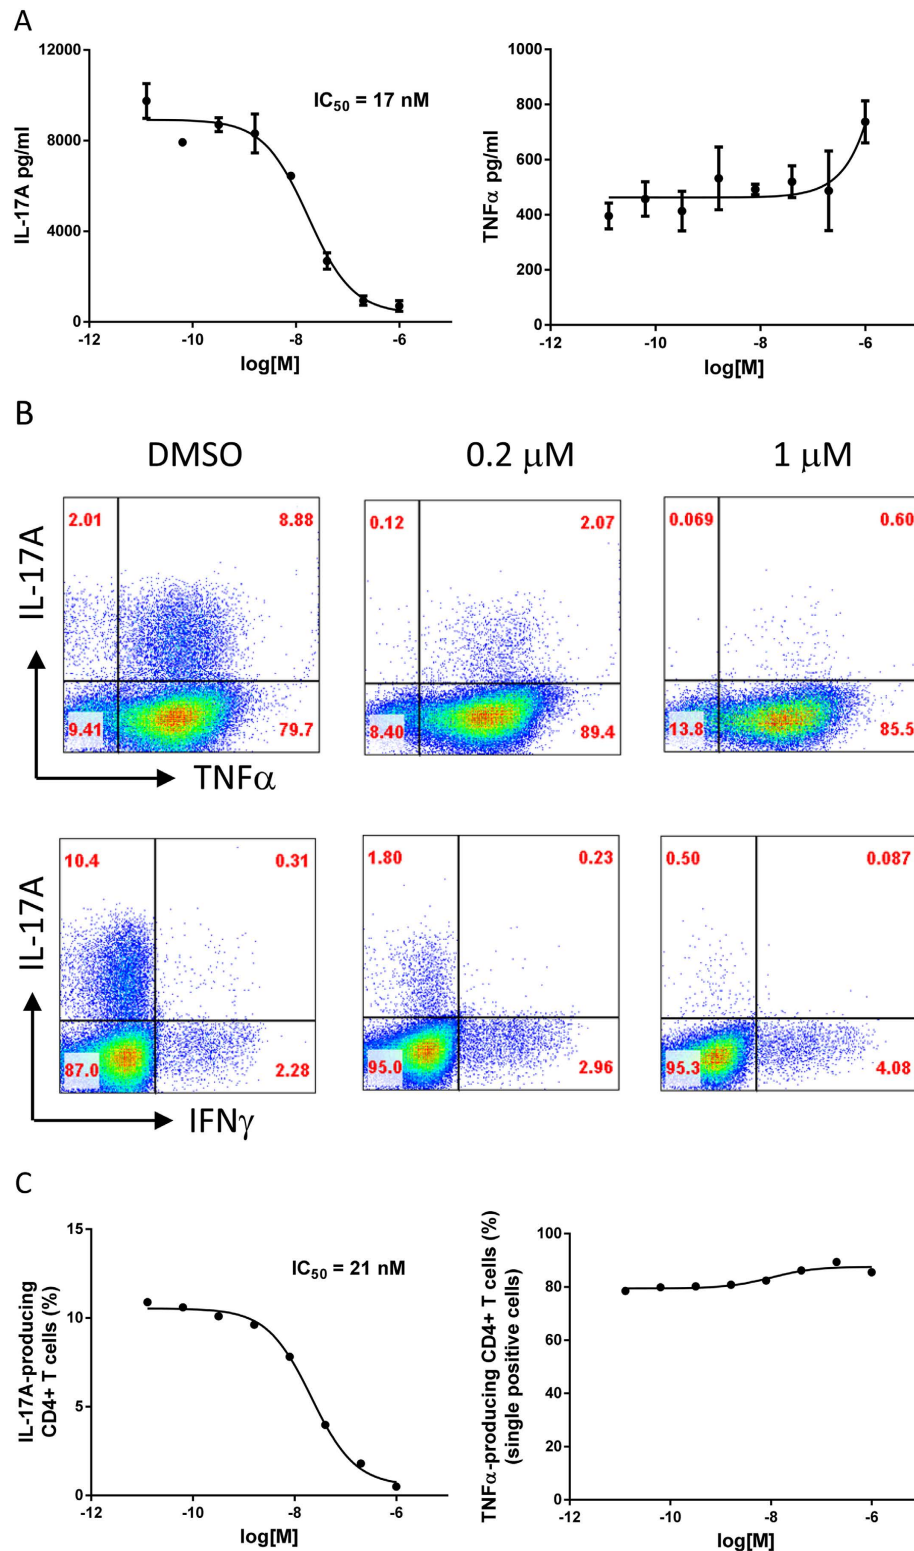 A
12000
8000
4000
0
IL-17A pg/ml
IC50 = 17 nM
-12 -10 -8 -6
log[M]
1000
800
600
400
200
0
TNFα pg/ml
-12 -10 -8 -6
log[M]
B
DMSO 0.2 μM 1 μM
IL-17A
2.01 8.88
9.41 79.7
0.12 2.07
8.40 89.4
0.069 0.60
13.8 85.5
TNFα
IL-17A
10.4 0.31
87.0 2.28
1.80 0.23
95.0 2.96
0.50 0.087
95.3 4.08
IFNγ
C
15
10
5
0
IL-17A-producing
CD4+ T cells (%)
IC50 = 21 nM
-12 -10 -8 -6
log[M]
100
80
60
40
20
0
TNFα-producing CD4+ T cells (%)
(single positive cells)
-12 -10 -8 -6
log[M]